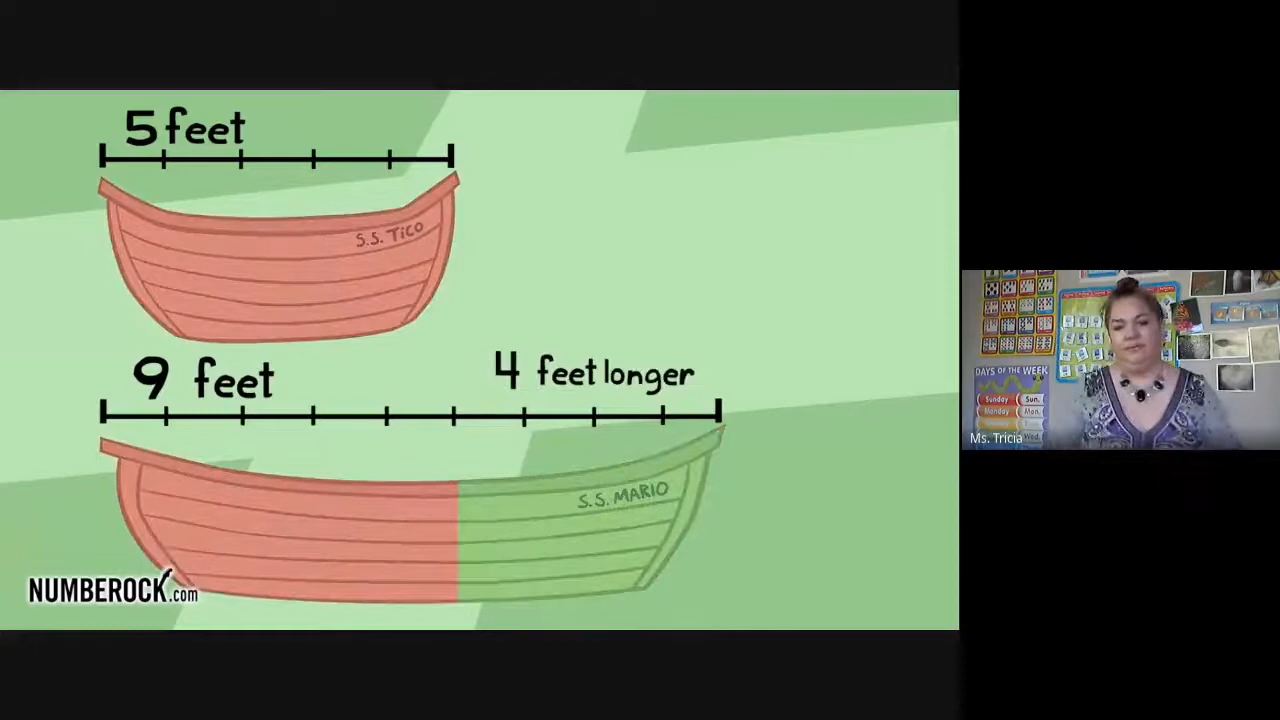 5 feet
S.S. TiCO
9 feet
4 feet longer
S.S. MARIO
NUMBEROCK.com
DAYS OF THE WEEK
Sunday Sun.
Monday Mon.
Wed.
Ms. Tricia